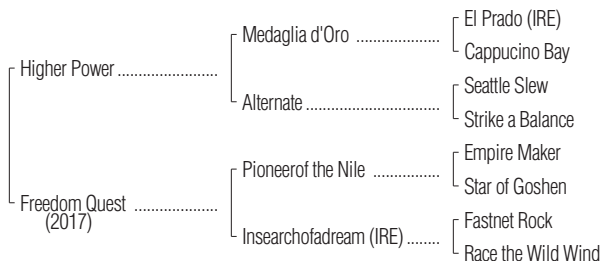 El Prado (IRE)
Medaglia d'Oro ....................
Cappucino Bay
Higher Power ........................
Seattle Slew
Alternate ................................
Strike a Balance
Empire Maker
Pioneerof the Nile ................
Star of Goshen
Freedom Quest ....................
(2017)
Fastnet Rock
Insearchofadream (IRE) ........
Race the Wild Wind